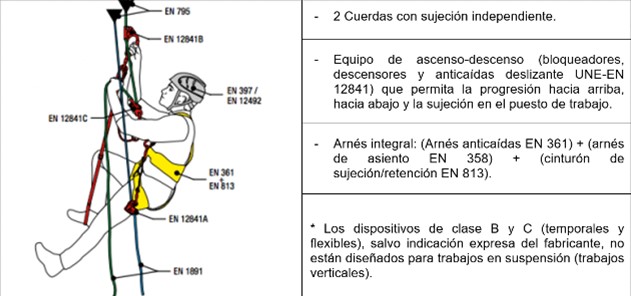 EN 795
EN 12841B
EN 397 /
EN 12492
EN 12841C
EN 361
+
EN 813
EN 12841A
EN 1891
- 2 Cuerdas con sujeción independiente.
- Equipo de ascenso-descenso (bloqueadores,
descensores y anticaídas deslizante UNE-EN
12841) que permita la progresión hacia arriba,
hacia abajo y la sujeción en el puesto de trabajo.
- Arnés integral: (Arnés anticaídas EN 361) + (arnés
de asiento EN 358) + (cinturón de
sujeción/retención EN 813).
* Los dispositivos de clase B y C (temporales y
flexibles), salvo indicación expresa del fabricante, no
están diseñados para trabajos en suspensión (trabajos
verticales).